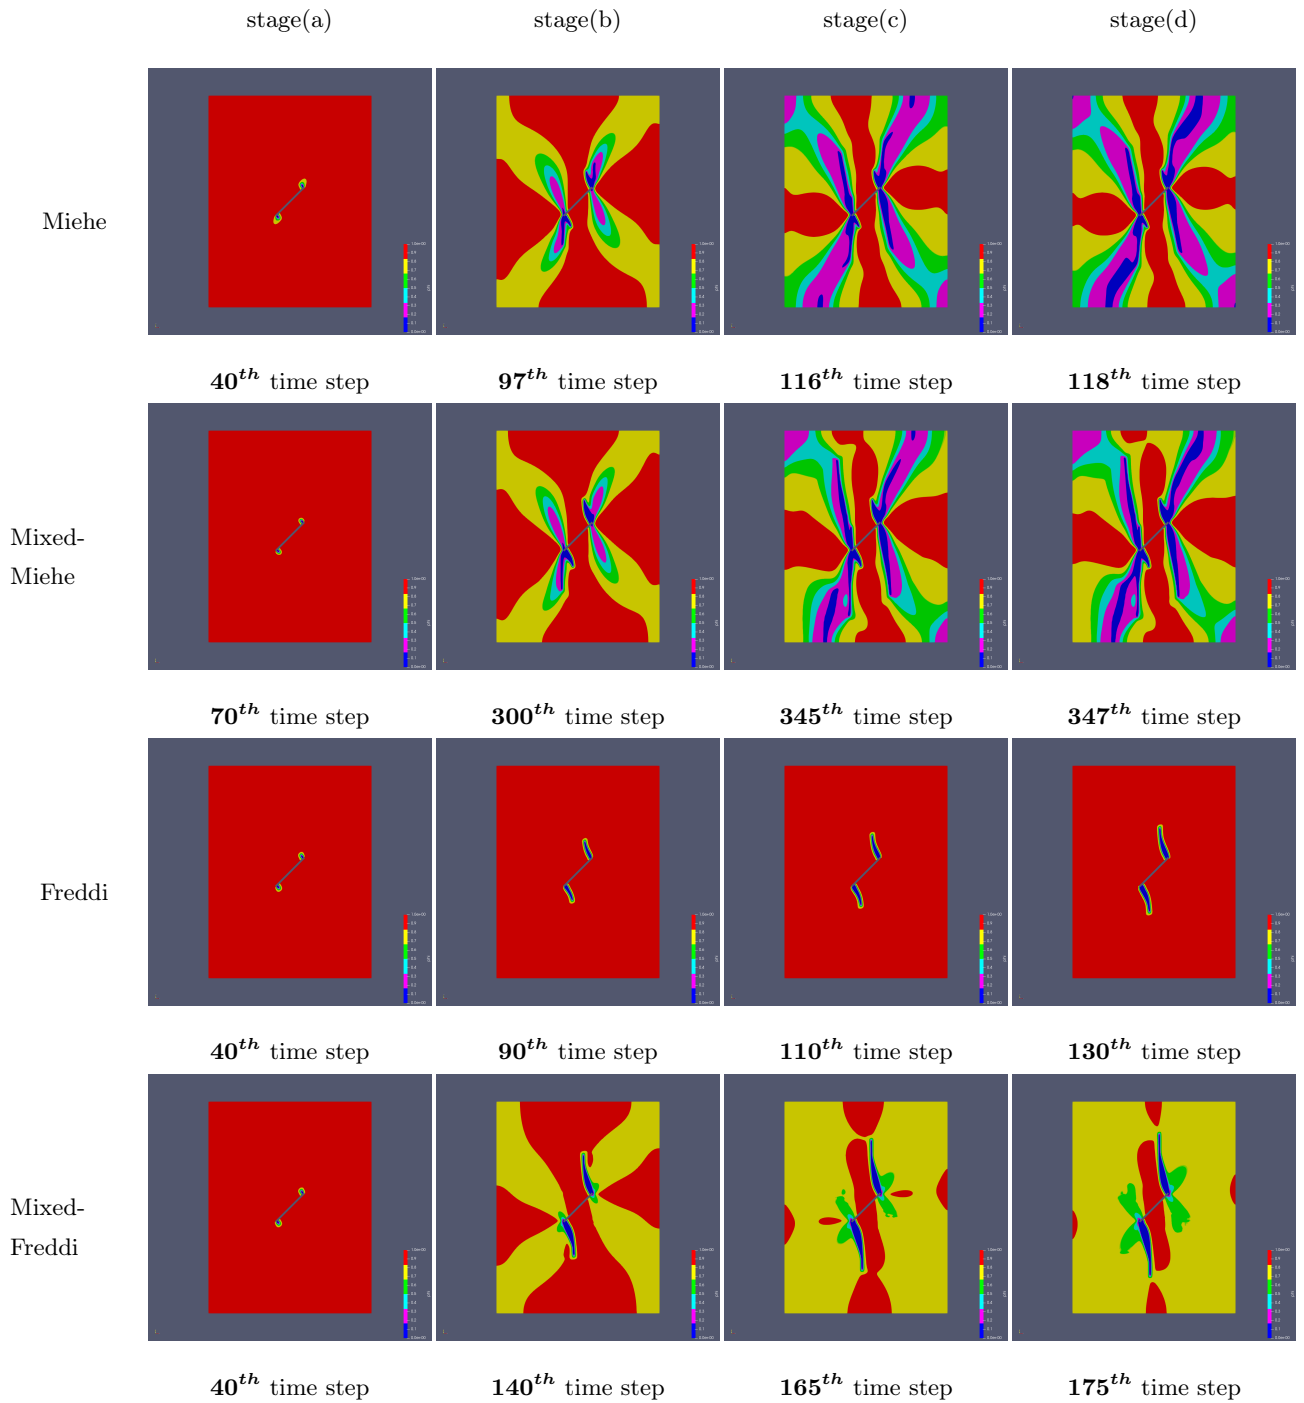 stage(a) stage(b) stage(c) stage(d)
Miehe
40th time step 97th time step 116th time step 118th time step
Mixed-
Miehe
70th time step 300th time step 345th time step 347th time step
Freddi
40th time step 90th time step 110th time step 130th time step
Mixed-
Freddi
40th time step 140th time step 165th time step 175th time step